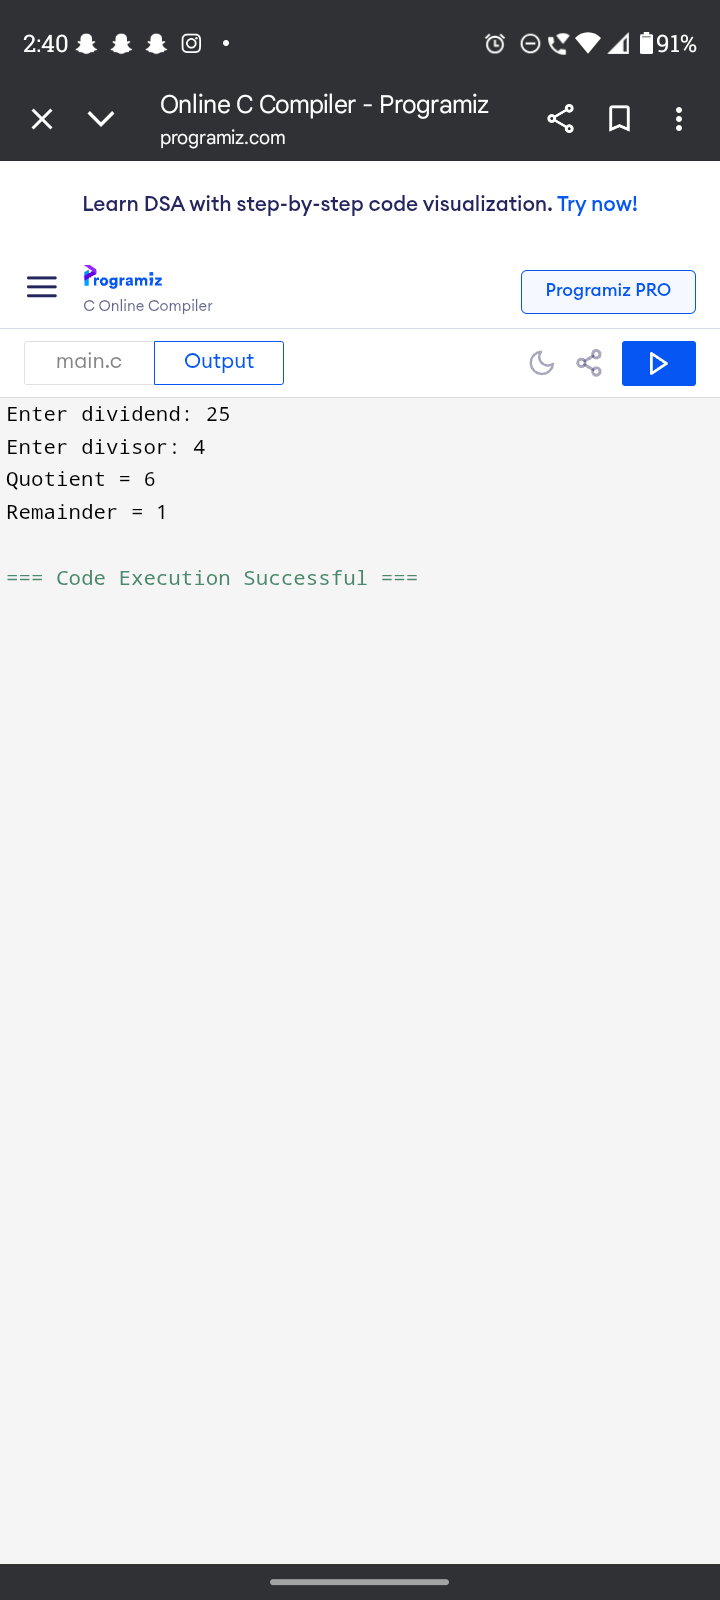 2:40 91%
Online C Compiler - Programiz
programiz.com
Learn DSA with step-by-step code visualization. Try now!
Programiz
C Online Compiler
Programiz PRO
main.c Output
Enter dividend: 25
Enter divisor: 4
Quotient = 6
Remainder = 1
=== Code Execution Successful ===